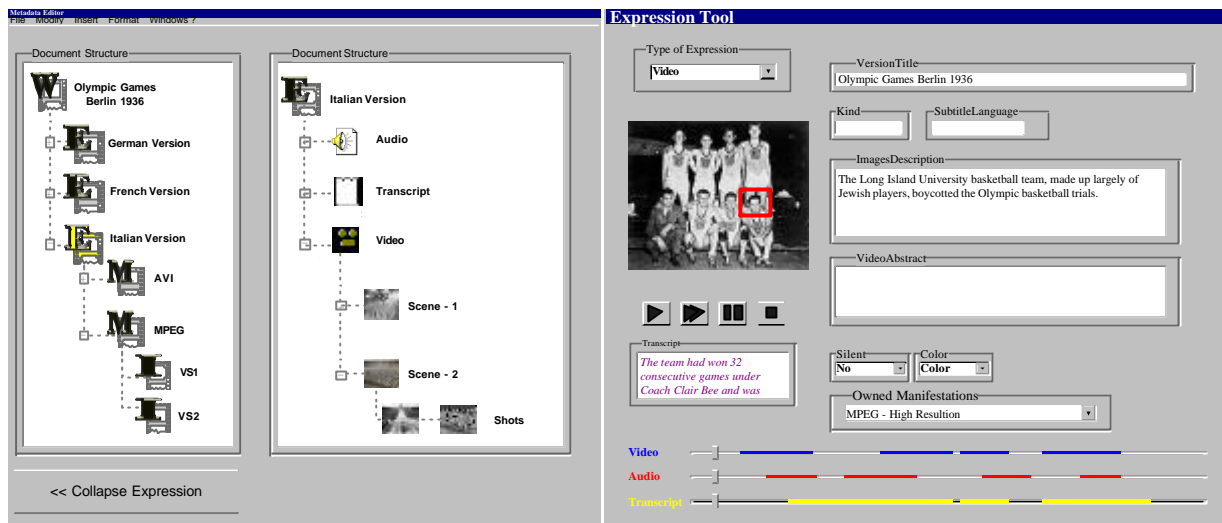 Metadata Editor
File Modify Insert Format Windows ?
Document Structure
W
Olympic Games
Berlin 1936
E
German Version
E
French Version
E
Italian Version
M
AVI
M
MPEG
I
VS1
I
VS2
<< Collapse Expression
Document Structure
E
Italian Version
Audio
Transcript
Video
Scene - 1
Scene - 2
Shots
Expression Tool
Type of Expression
Video
VersionTitle
Olympic Games Berlin 1936
Kind
SubtitleLanguage
ImagesDescription
The Long Island University basketball team, made up largely of
Jewish players, boycotted the Olympic basketball trials.
VideoAbstract
Transcript
The team had won 32
consecutive games under
Coach Clair Bee and was
Silent
No
Color
Color
Owned Manifestations
MPEG - High Resultion
Video
Audio
Transcript